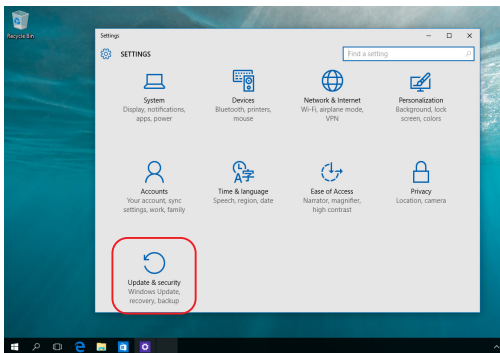 Recycle Bin
Settings
SETTINGS
Find a setting
System
Display, notifications,
apps, power
Devices
Bluetooth, printers,
mouse
Network & Internet
Wi-Fi, airplane mode,
VPN
Personalization
Background, lock
screen, colors
Accounts
Your account, sync
settings, work, family
Time & language
Speech, region, date
Ease of Access
Narrator, magnifier,
high contrast
Privacy
Location, camera
Update & security
Windows Update,
recovery, backup